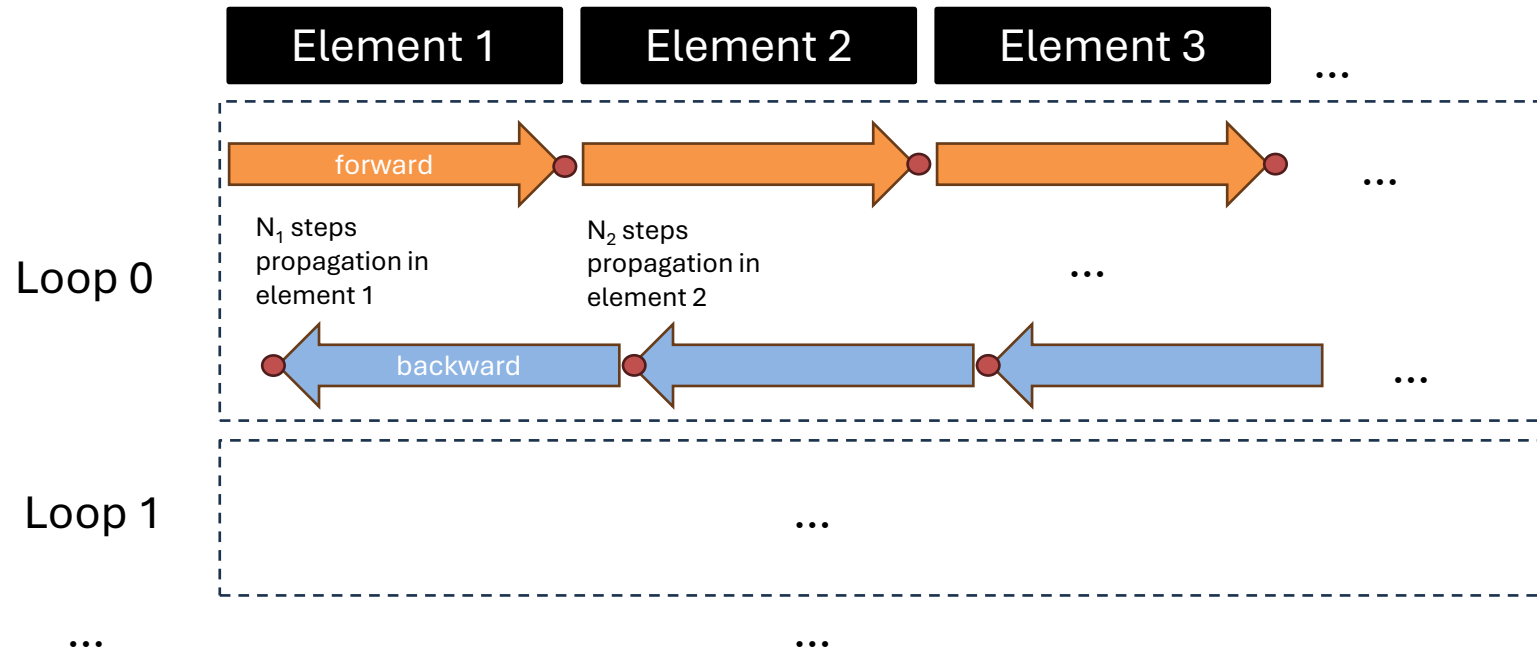 Element 1
Element 2
Element 3
...
forward
...
N₁ steps
propagation in
element 1
N₂ steps
propagation in
element 2
...
Loop 0
backward
...
Loop 1
...
...
...